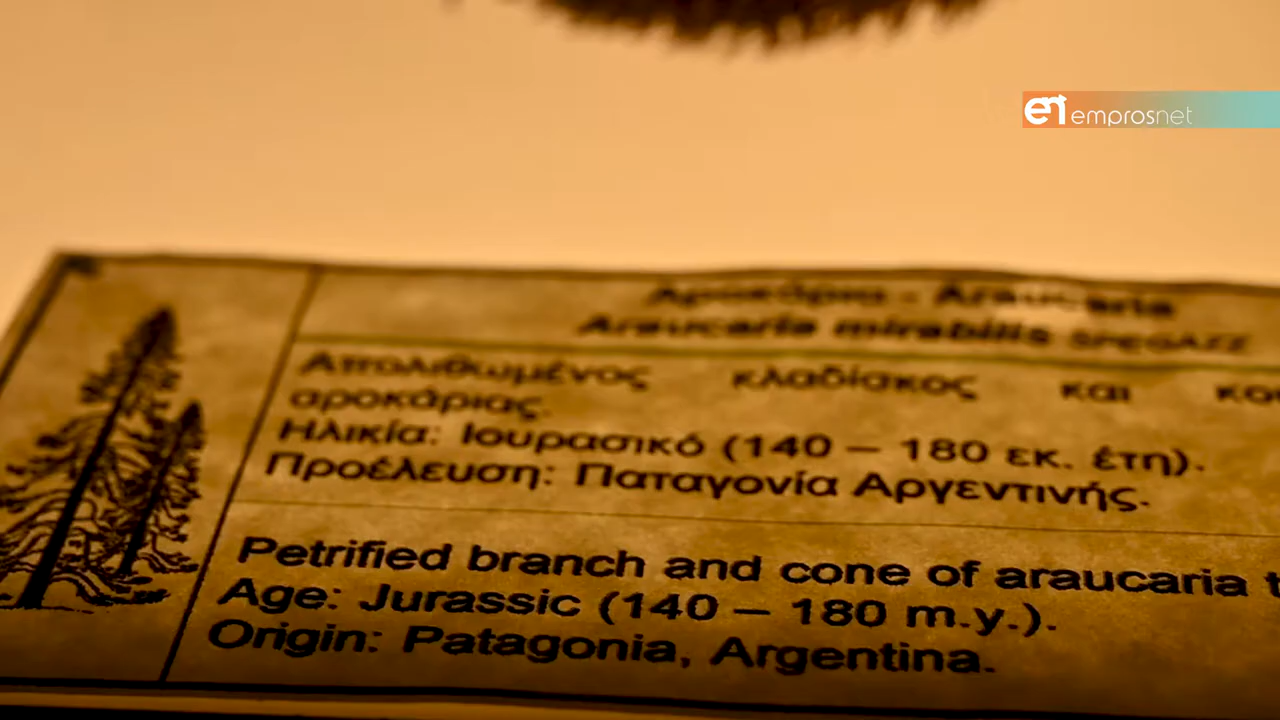 emprosnet
Αροκάρια - Araucaria
Araucaria mirabilis
Απολιθωμένος κλαδίσκος και
αροκάριας.
Ηλικία: Ιουρασικό (140 – 180 εκ. έτη).
Προέλευση: Παταγονία Αργεντινής.
Petrified branch and cone of araucaria
Age: Jurassic (140 – 180 m.y.).
Origin: Patagonia, Argentina.